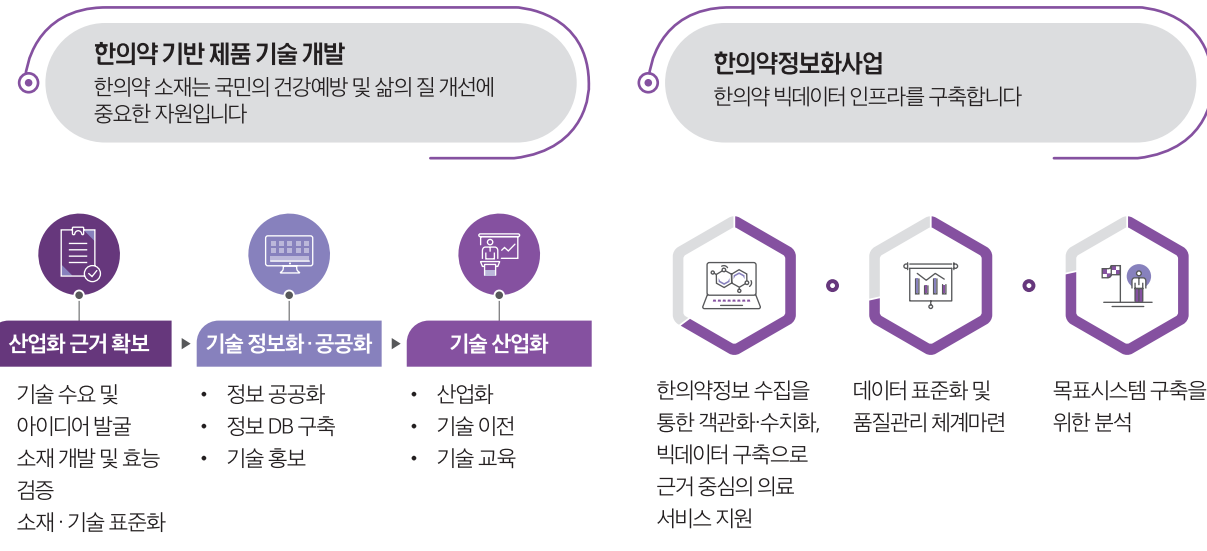 한의약 기반 제품 기술 개발
한의약 소재는 국민의 건강예방 및 삶의 질 개선에
중요한 자원입니다
산업화 근거 확보
기술 수요 및
아이디어 발굴
소재 개발 및 효능
검증
소재·기술 표준화
기술 정보화·공공화
• 정보 공공화
• 정보 DB 구축
• 기술 홍보
기술 산업화
• 산업화
• 기술 이전
• 기술 교육
한의약정보화사업
한의약 빅데이터 인프라를 구축합니다
한의약정보 수집을
통한 객관화·수치화,
빅데이터 구축으로
근거 중심의 의료
서비스 지원
데이터 표준화 및
품질관리 체계마련
목표시스템 구축을
위한 분석